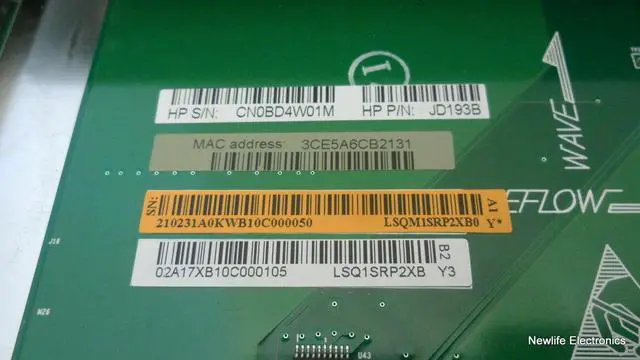 I
HP S/N: CN0BD4W01M HP P/N: JD193B
MAC address: 3CE5A6CB2131
WAVE
SN:
210231A0KWB10C000050 LSQM1SRP2XB0 Y*
A1
EFLOW
02A17XB10C000105 LSQ1SRP2XB Y3
B2
J18
M26
U43
Newlife Electronics